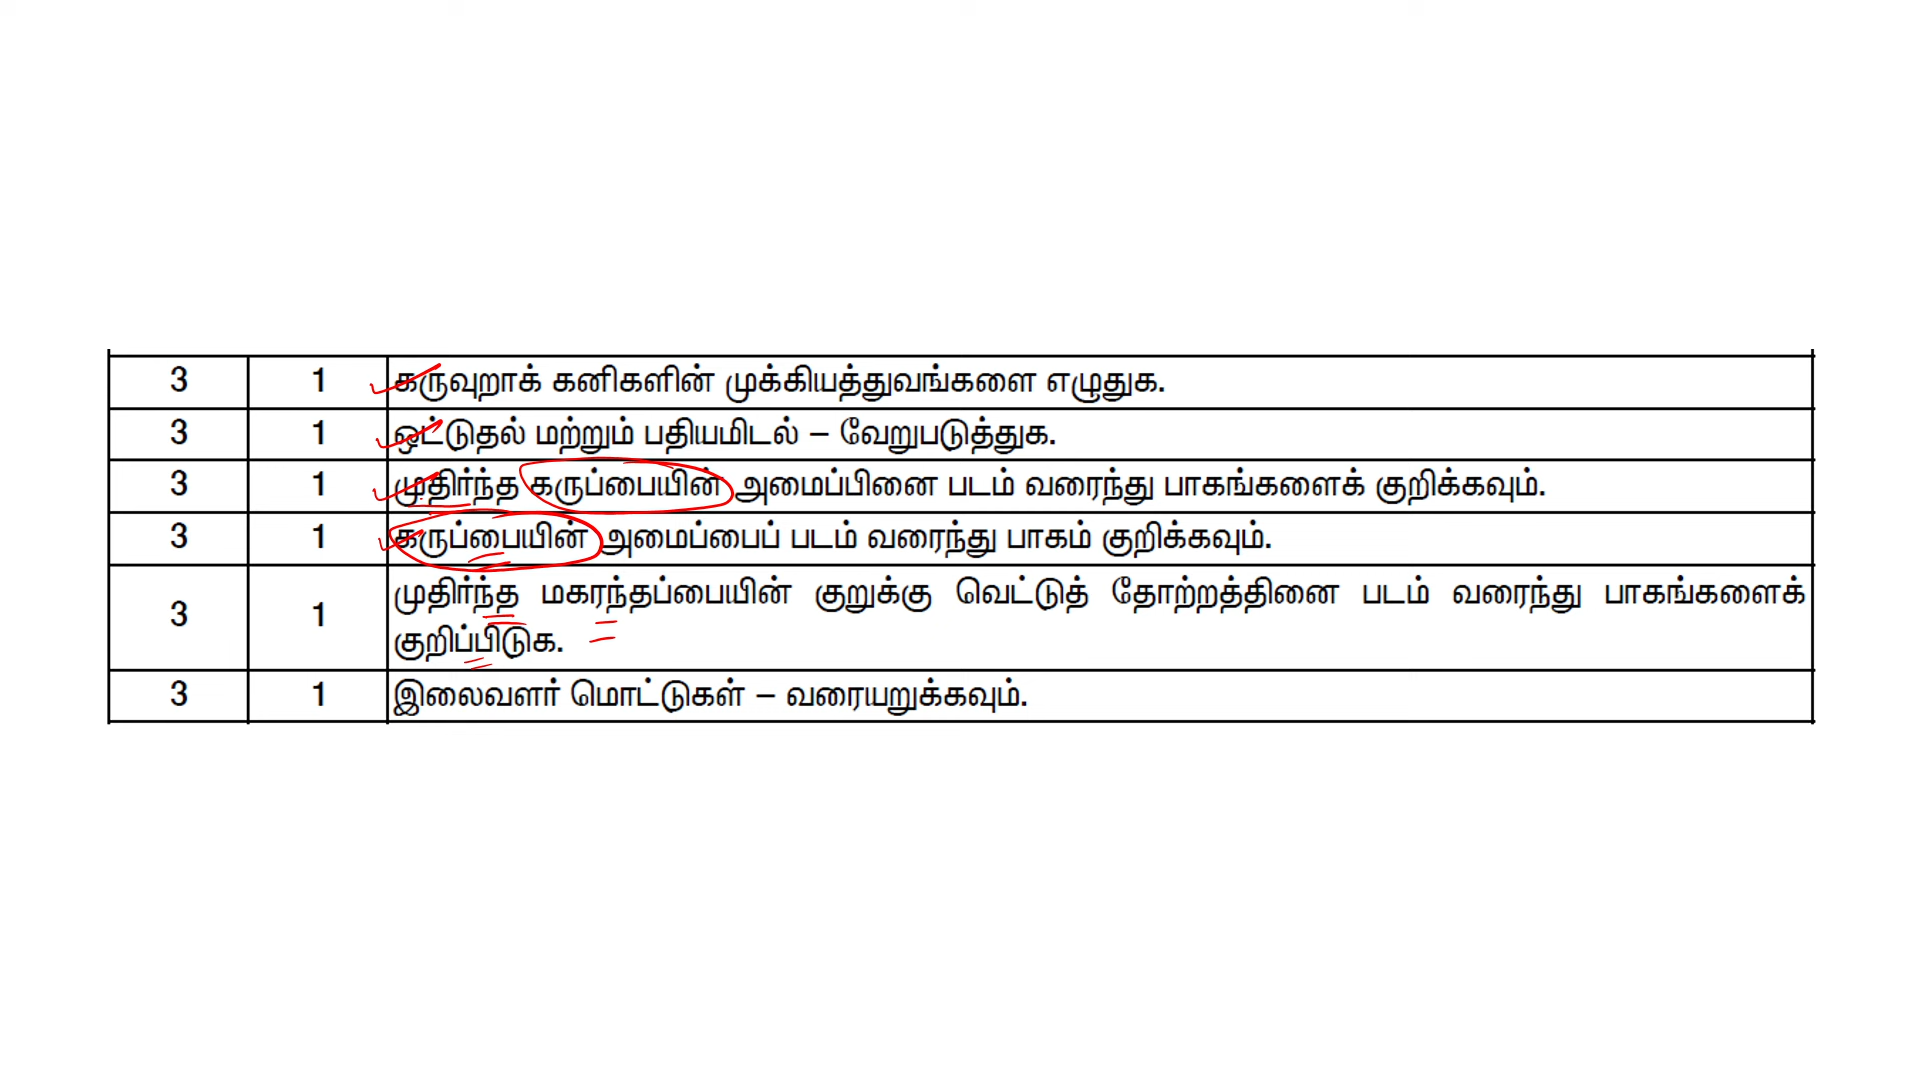 3 1 கருவுறாக் கனிகளின் முக்கியத்துவங்களை எழுதுக.
3 1 ஒட்டுதல் மற்றும் பதியமிடல் – வேறுபடுத்துக.
3 1 முதிர்ந்த கருப்பையின் அமைப்பினை படம் வரைந்து பாகங்களைக் குறிக்கவும்.
3 1 கருப்பையின் அமைப்பைப் படம் வரைந்து பாகம் குறிக்கவும்.
3 1 முதிர்ந்த மகரந்தப்பையின் குறுக்கு வெட்டுத் தோற்றத்தினை படம் வரைந்து பாகங்களைக்
குறிப்பிடுக.
3 1 இலைவளர் மொட்டுகள் – வரையறுக்கவும்.